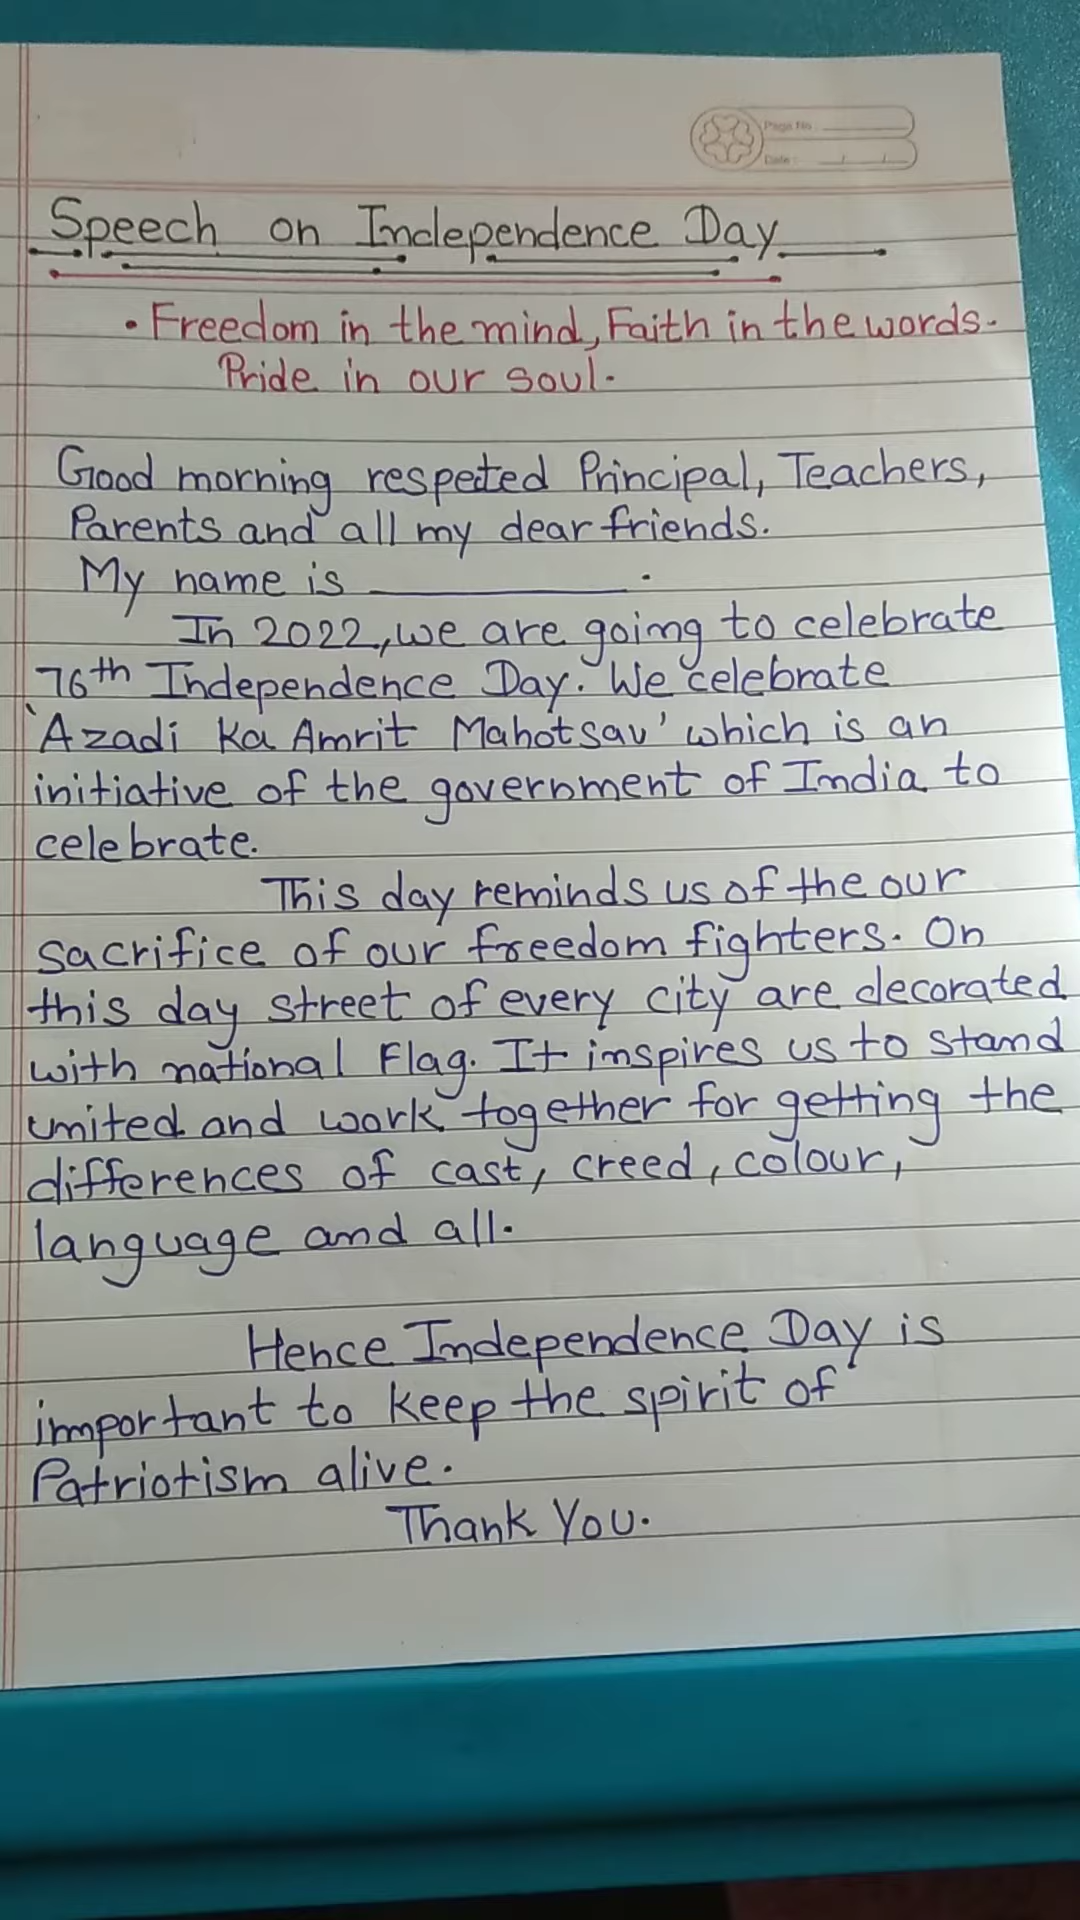 Page No
Date : / /
Speech on Independence Day
• Freedom in the mind, Faith in the words.
Pride in our soul.
Good morning respeted Principal, Teachers,
Parents and all my dear friends.
My name is ____________.
In 2022, we are going to celebrate
76th Independence Day. We celebrate
'Azadi Ka Amrit Mahotsav' which is an
initiative of the government of India to
celebrate.
This day reminds us of the our
sacrifice of our freedom fighters. On
this day street of every city are decorated
with national Flag. It inspires us to stand
united and work together for getting the
differences of cast, creed, colour,
language and all.
Hence Independence Day is
important to keep the spirit of
Patriotism alive.
Thank You.